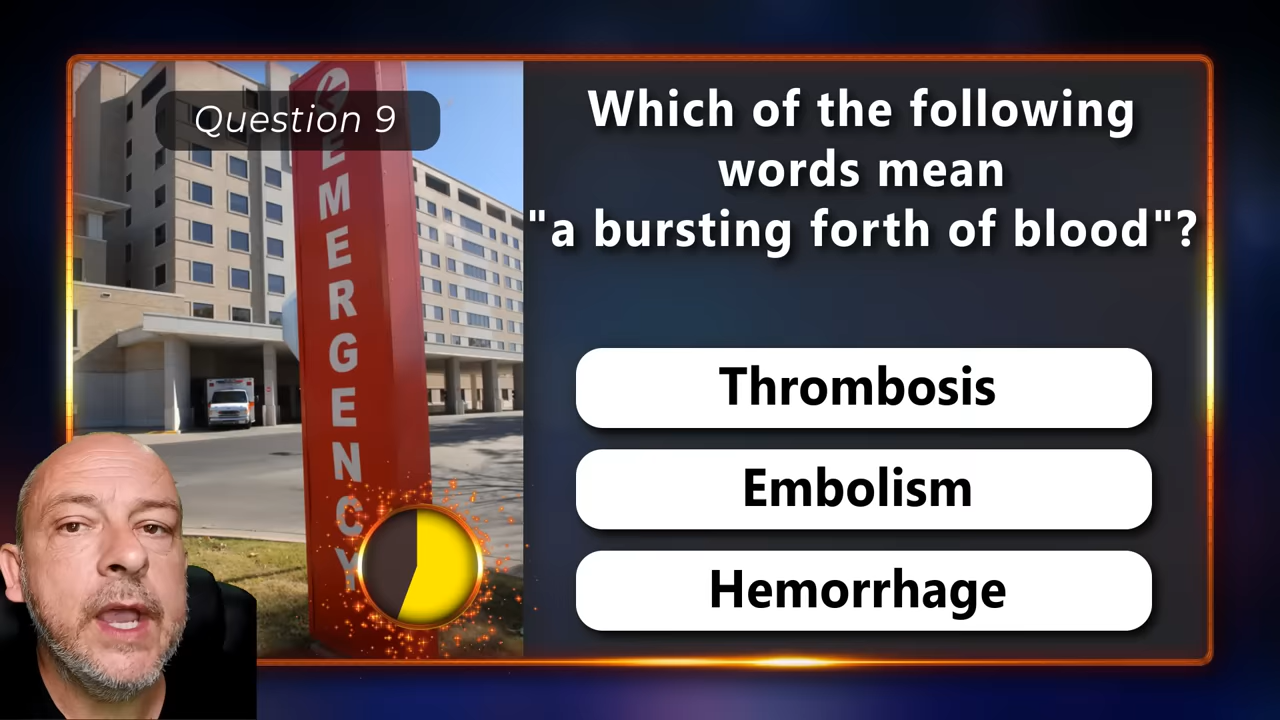 Question 9
EMERGENCY
Which of the following
words mean
"a bursting forth of blood"?
Thrombosis
Embolism
Hemorrhage